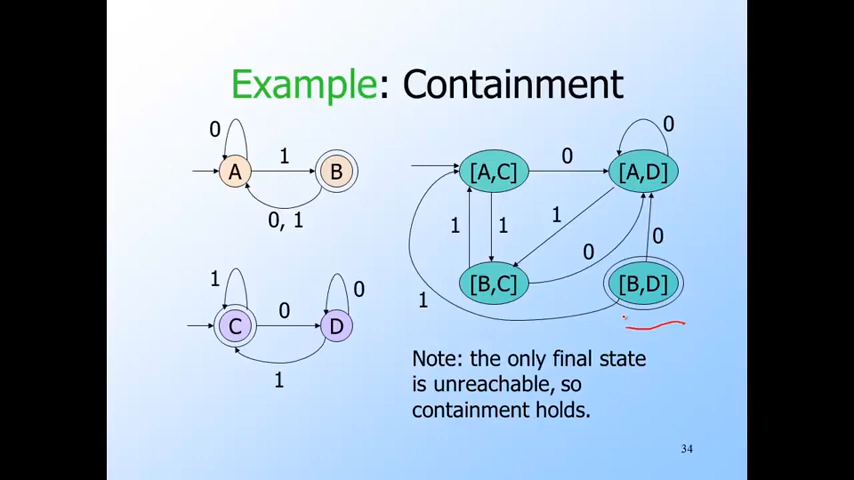 Example: Containment
0
1
A
B
0, 1
1
0
0
C
D
1
0
0
[A,C]
[A,D]
1
1
1
0
0
[B,C]
[B,D]
1
Note: the only final state
is unreachable, so
containment holds.
34